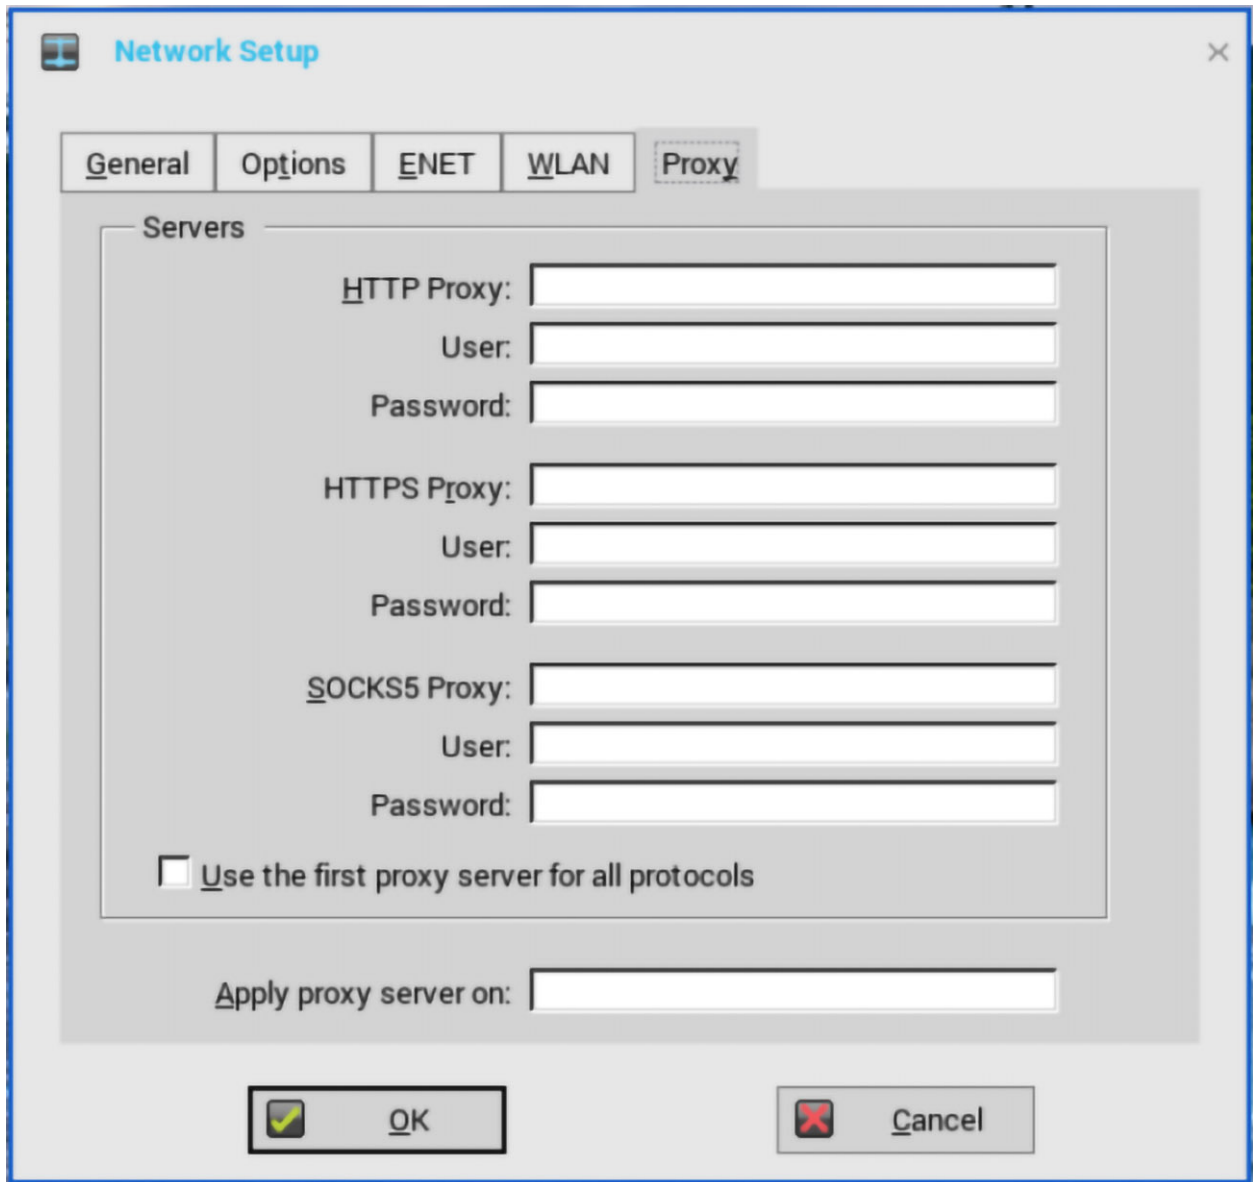 Network Setup
General Options ENET WLAN Proxy
Servers
HTTP Proxy:
User:
Password:
HTTPS Proxy:
User:
Password:
SOCKS5 Proxy:
User:
Password:
Use the first proxy server for all protocols
Apply proxy server on:
OK Cancel